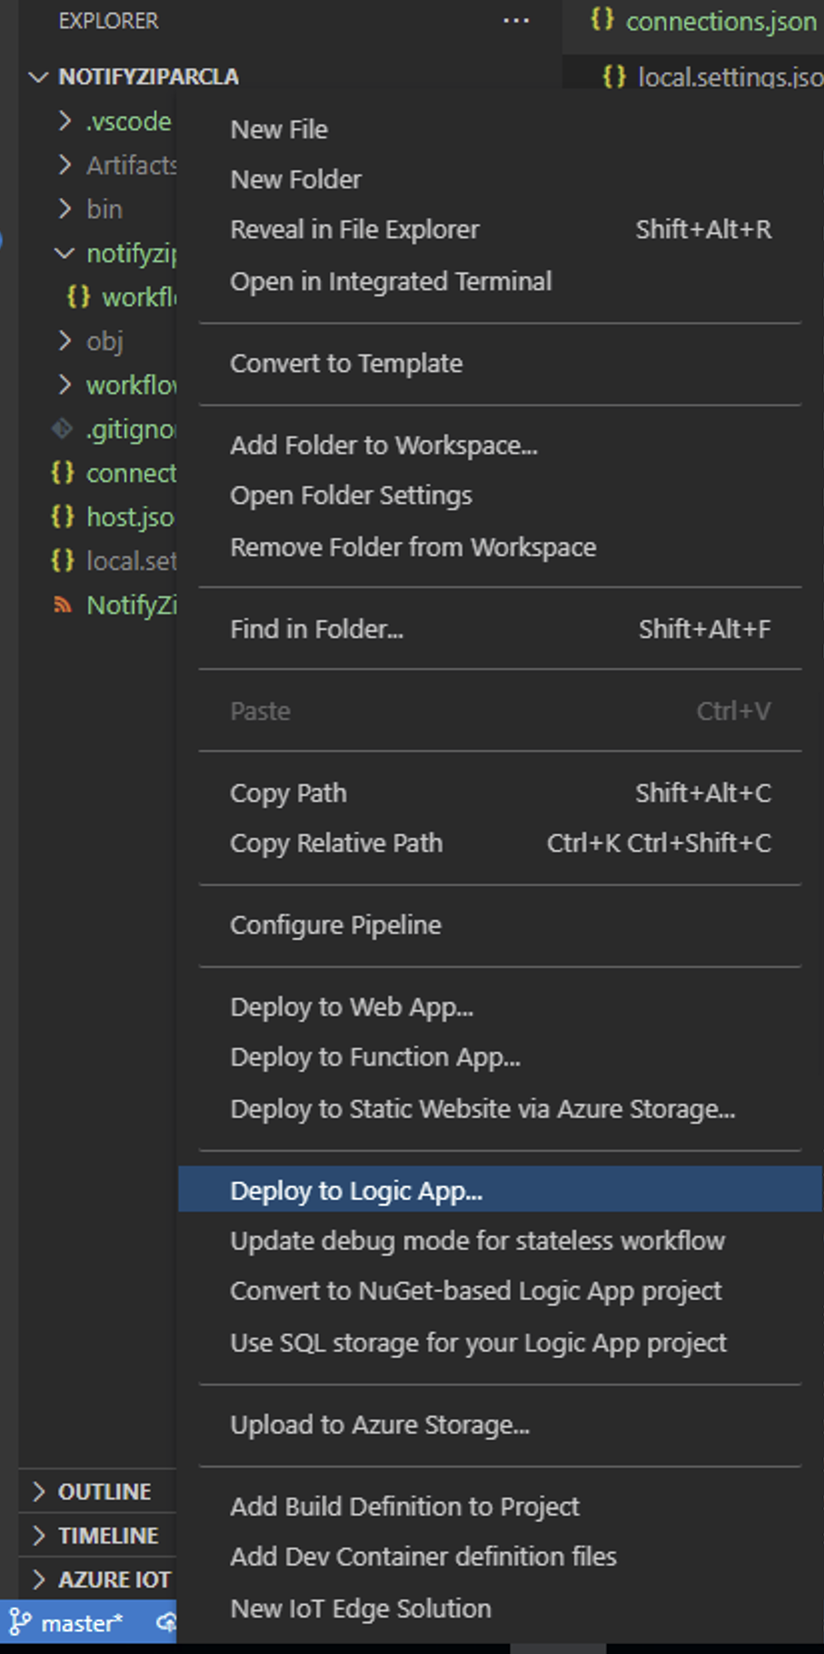 EXPLORER
connections.json
NOTIFYZIPARCLA
local.settings.jso
.vscode
New File
Artifacts
New Folder
bin
Reveal in File Explorer Shift+Alt+R
notifyzip
Open in Integrated Terminal
workfl
obj
Convert to Template
workflow
.gitigno
Add Folder to Workspace...
connect
Open Folder Settings
host.jso
Remove Folder from Workspace
local.set
NotifyZi
Find in Folder... Shift+Alt+F
Paste Ctrl+V
Copy Path Shift+Alt+C
Copy Relative Path Ctrl+K Ctrl+Shift+C
Configure Pipeline
Deploy to Web App...
Deploy to Function App...
Deploy to Static Website via Azure Storage...
Deploy to Logic App...
Update debug mode for stateless workflow
Convert to NuGet-based Logic App project
Use SQL storage for your Logic App project
Upload to Azure Storage...
OUTLINE
Add Build Definition to Project
TIMELINE
Add Dev Container definition files
AZURE IOT
New IoT Edge Solution
master*